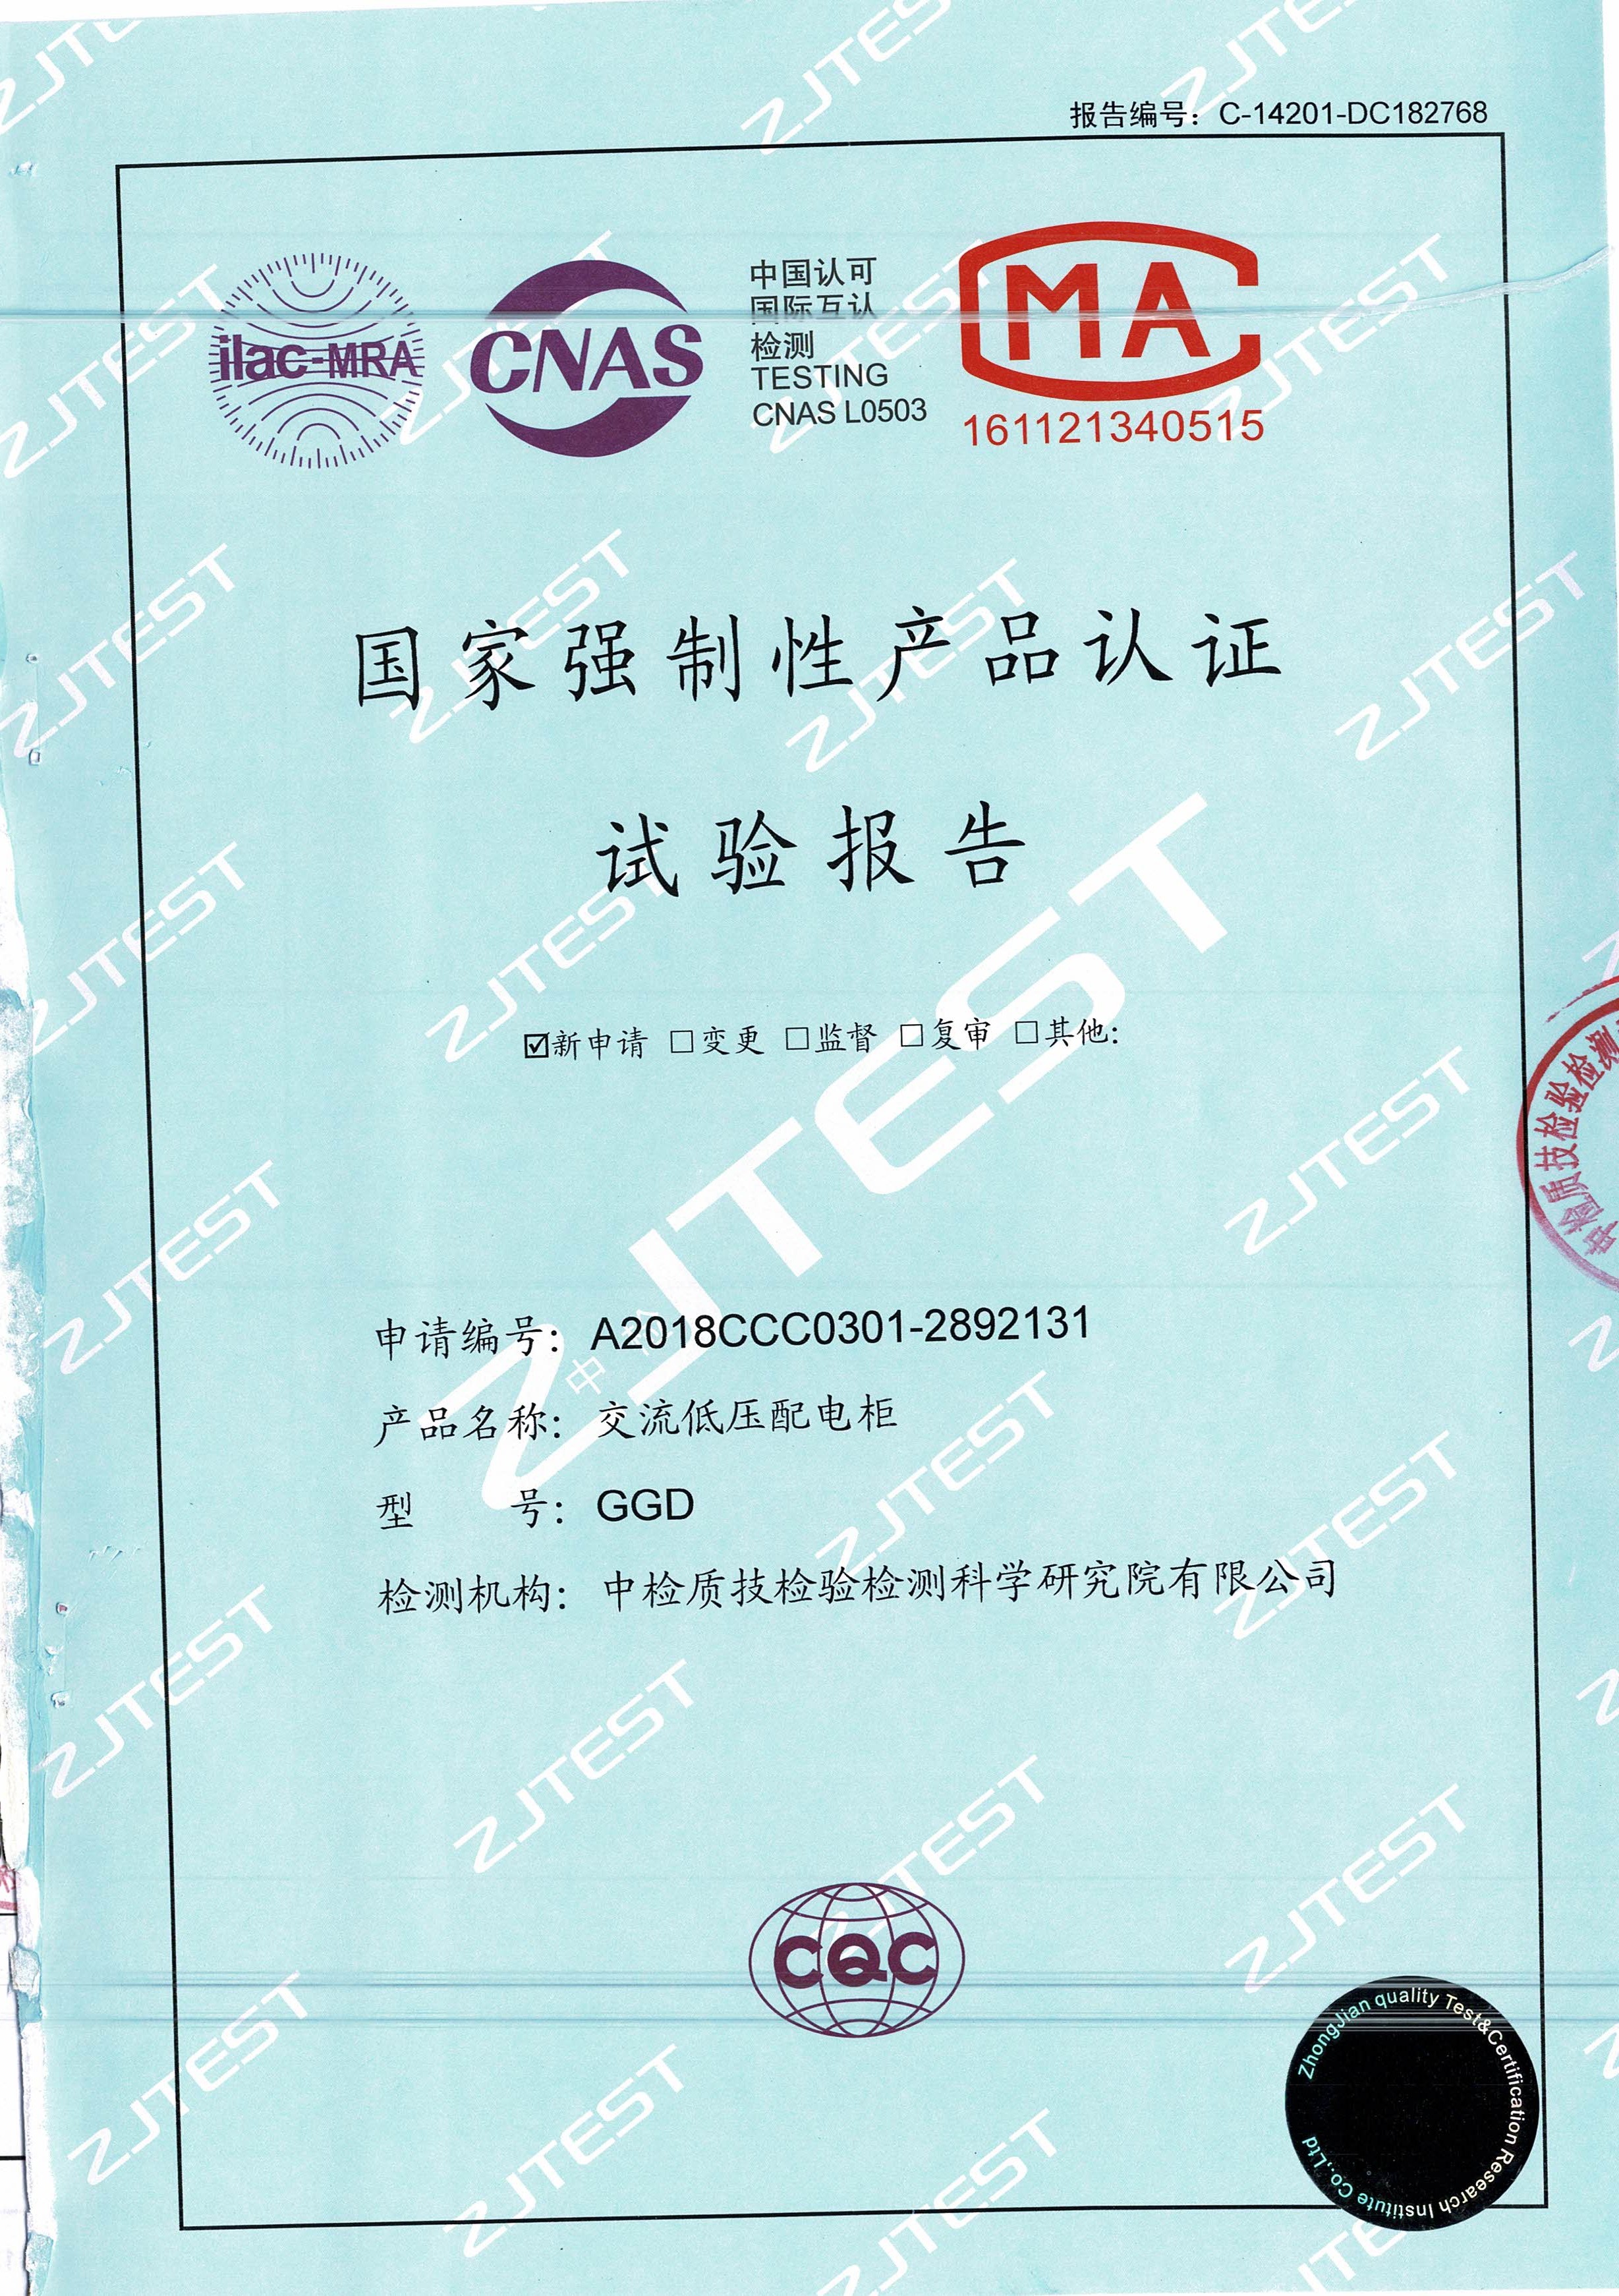 报告编号：C-14201-DC182768
ilac-MRA
CNAS
中国认可
国际互认
检测
TESTING
CNAS L0503
MA
161121340515
国家强制性产品认证
试验报告
☑新申请 □变更 □监督 □复审 □其他:
申请编号：A2018CCC0301-2892131
产品名称：交流低压配电柜
型 号：GGD
检测机构：中检质技检验检测科学研究院有限公司
CQC
ZhongJian quality Test&Certification Research Institute Co.,Ltd
中检质技检验检测
ZJTEST